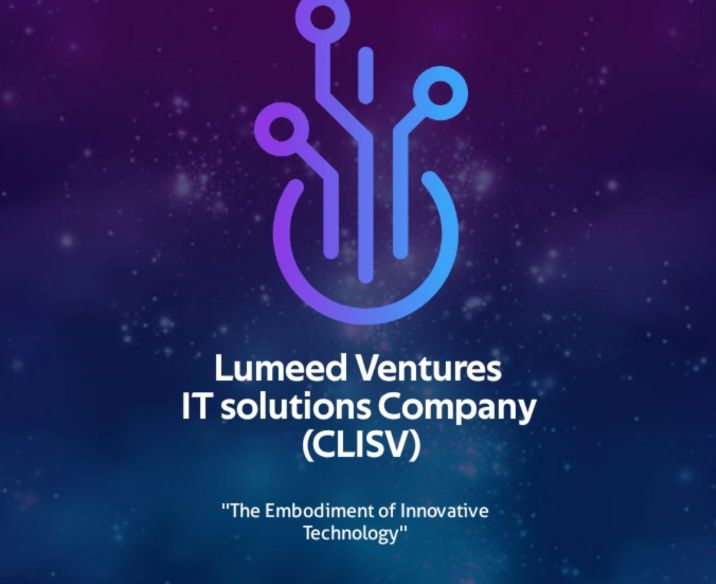 Lumeed Ventures
IT solutions Company
(CLISV)
"The Embodiment of Innovative
Technology"